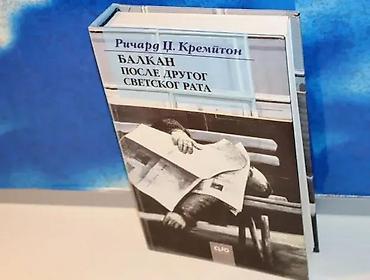 Ричард Џ. Кремптон
БАЛКАН
ПОСЛЕ ДРУГОГ
СВЕТСКОГ РАТА
CLIO